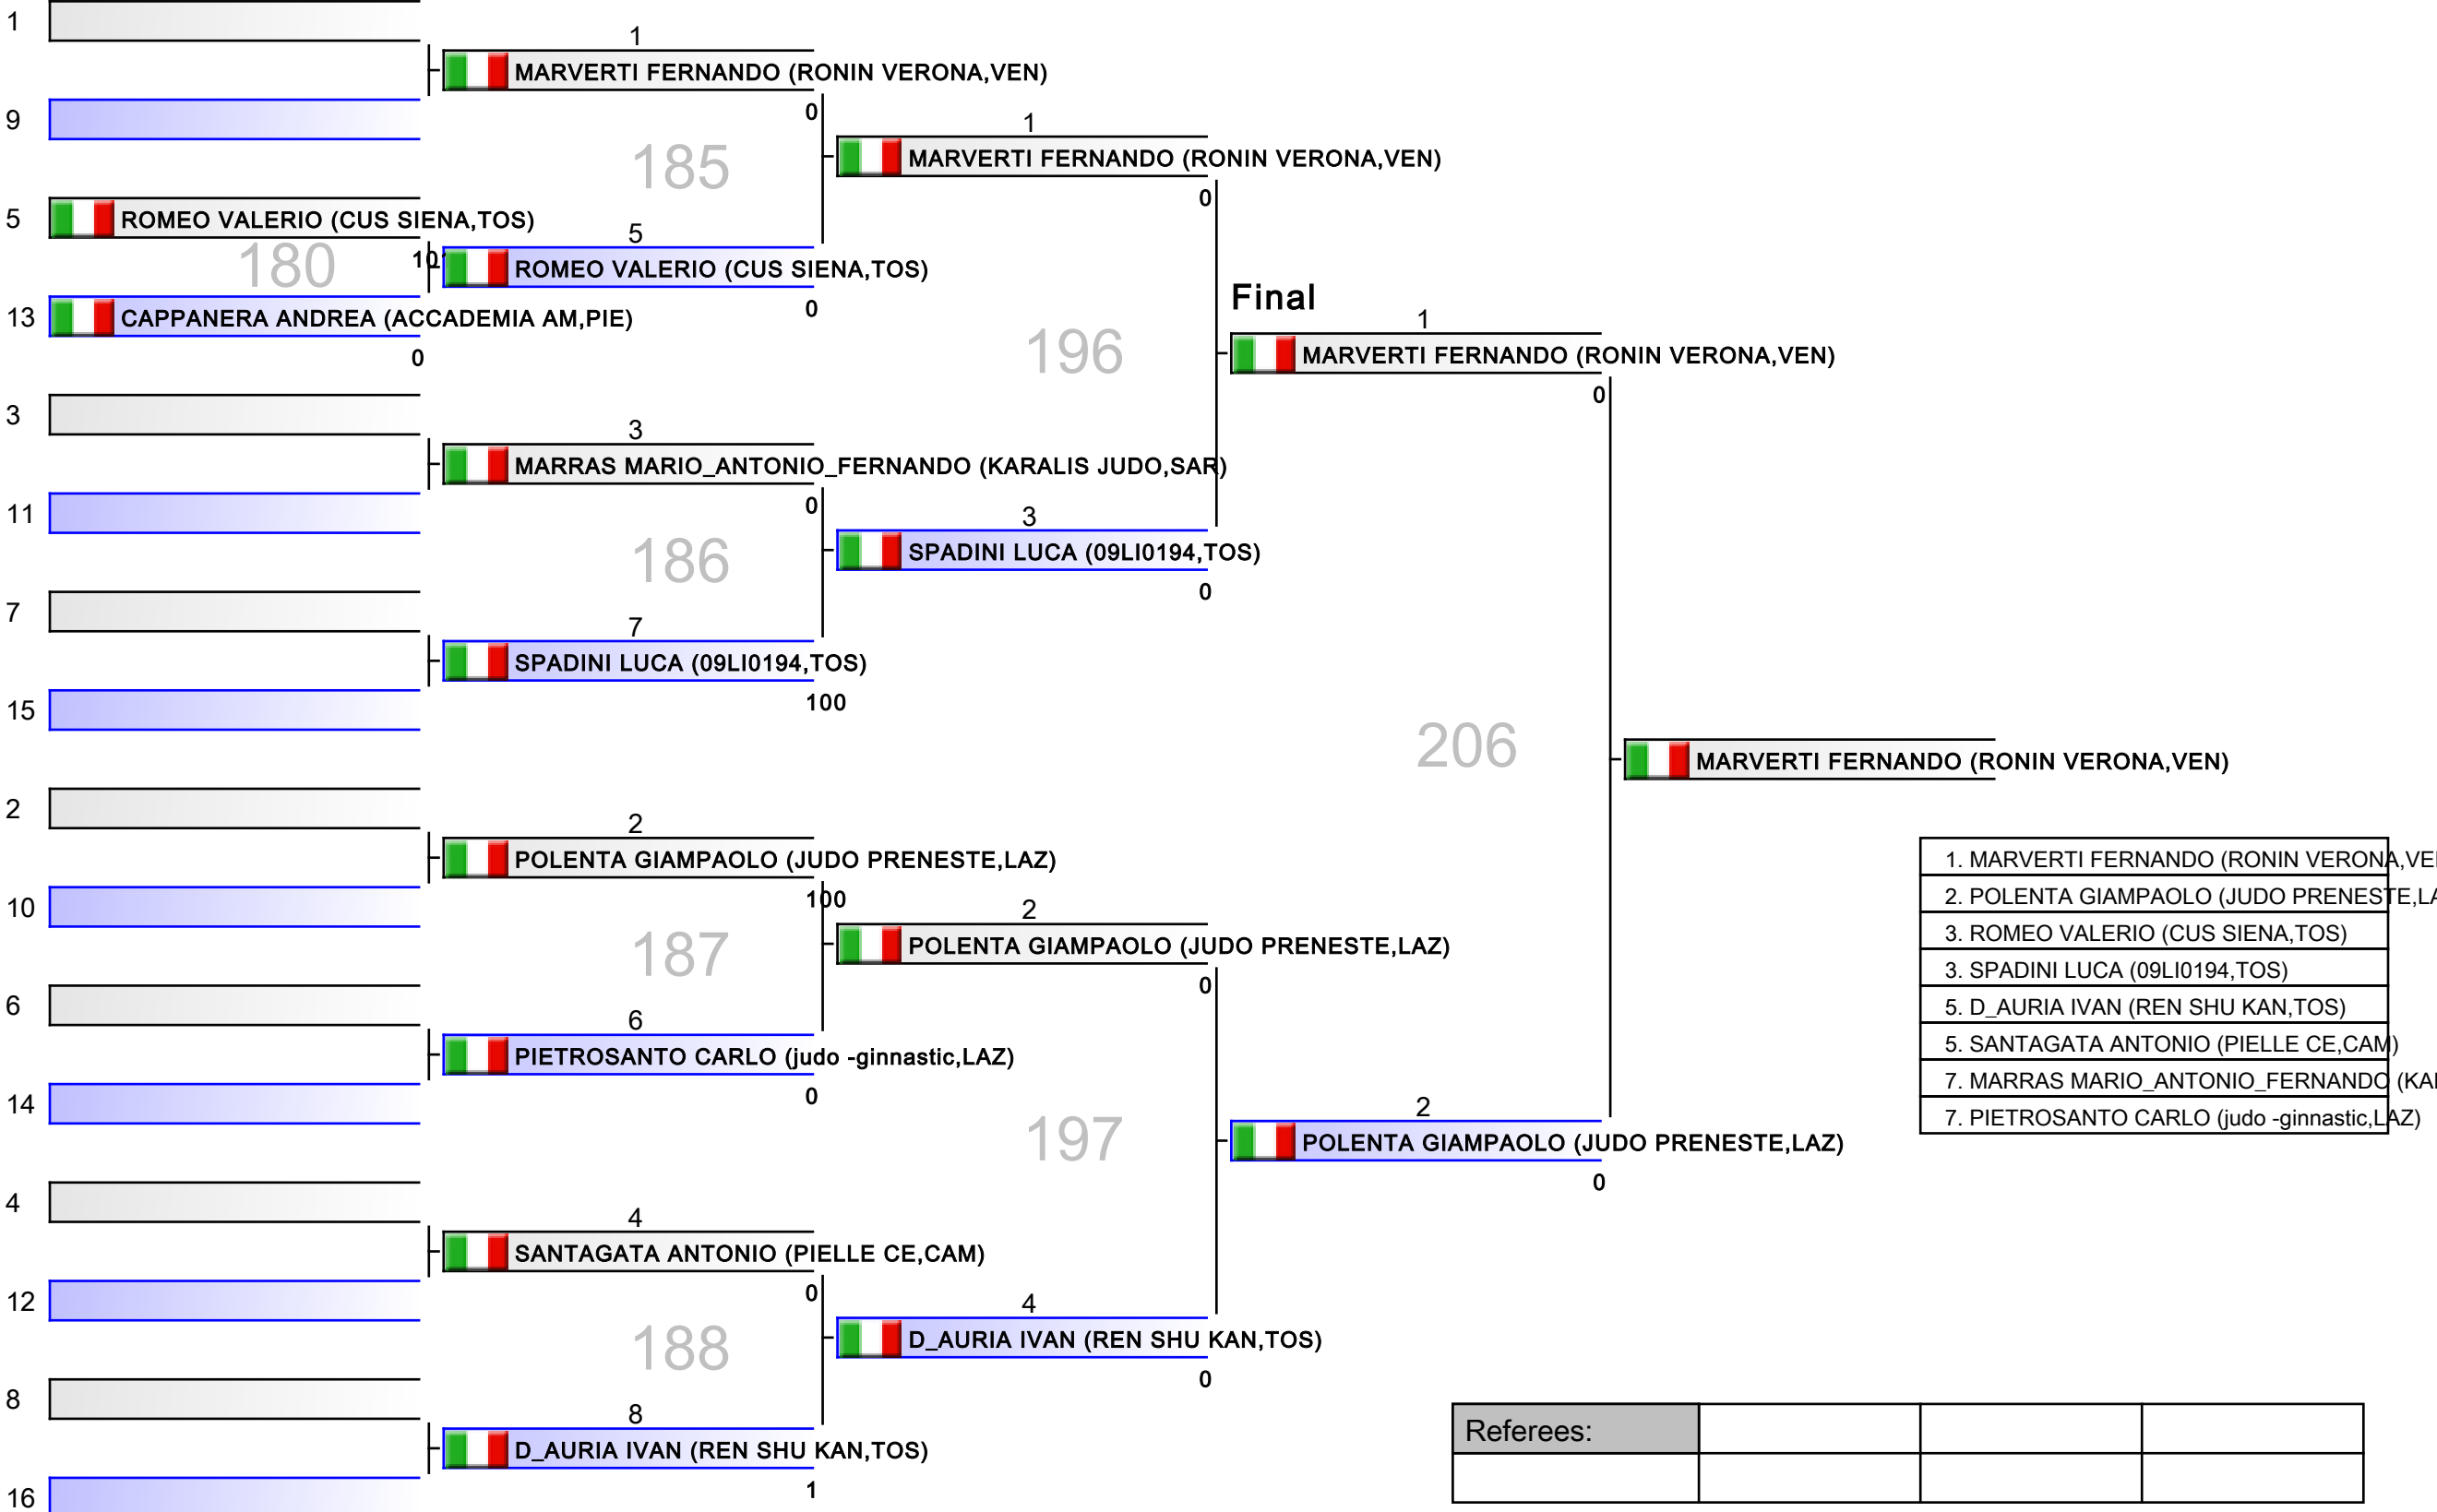 1
1
MARVERTI FERNANDO (RONIN VERONA,VEN)
0
9
1
185
MARVERTI FERNANDO (RONIN VERONA,VEN)
0
5
ROMEO VALERIO (CUS SIENA,TOS)
5
180
10
ROMEO VALERIO (CUS SIENA,TOS)
0
13
CAPPANERA ANDREA (ACCADEMIA AM,PIE)
0
Final
196
1
MARVERTI FERNANDO (RONIN VERONA,VEN)
0
3
3
MARRAS MARIO_ANTONIO_FERNANDO (KARALIS JUDO,SAR)
0
11
3
186
SPADINI LUCA (09LI0194,TOS)
0
7
7
SPADINI LUCA (09LI0194,TOS)
100
15
206
MARVERTI FERNANDO (RONIN VERONA,VEN)
2
2
POLENTA GIAMPAOLO (JUDO PRENESTE,LAZ)
100
10
2
187
POLENTA GIAMPAOLO (JUDO PRENESTE,LAZ)
0
6
6
PIETROSANTO CARLO (judo -ginnastic,LAZ)
0
14
197
2
POLENTA GIAMPAOLO (JUDO PRENESTE,LAZ)
0
1. MARVERTI FERNANDO (RONIN VERONA,VE
2. POLENTA GIAMPAOLO (JUDO PRENESTE,LA
3. ROMEO VALERIO (CUS SIENA,TOS)
3. SPADINI LUCA (09LI0194,TOS)
5. D_AURIA IVAN (REN SHU KAN,TOS)
5. SANTAGATA ANTONIO (PIELLE CE,CAM)
7. MARRAS MARIO_ANTONIO_FERNANDO (KA
7. PIETROSANTO CARLO (judo -ginnastic,LAZ)
4
4
SANTAGATA ANTONIO (PIELLE CE,CAM)
0
12
4
188
D_AURIA IVAN (REN SHU KAN,TOS)
0
8
8
D_AURIA IVAN (REN SHU KAN,TOS)
1
16
Referees: